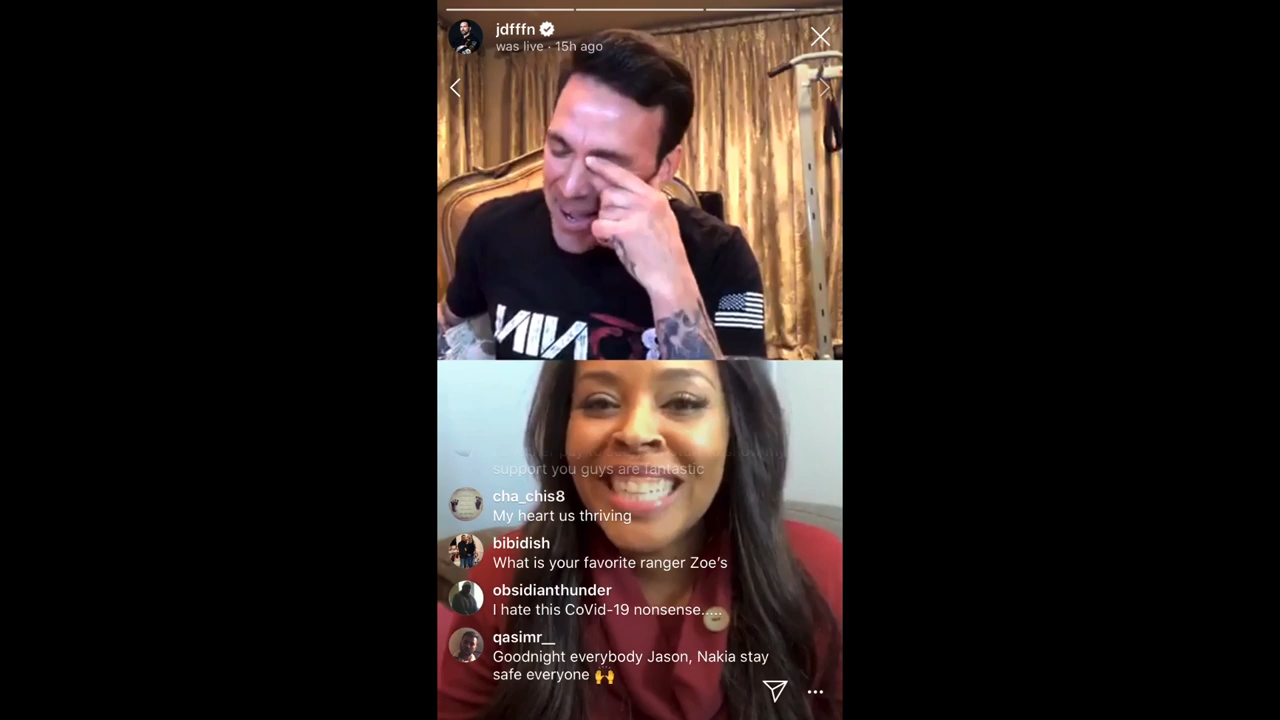 jdfffn
was live · 15h ago
support you guys are fantastic
cha_chis8
My heart us thriving
bibidish
What is your favorite ranger Zoe's
obsidianthunder
I hate this CoVid-19 nonsense.....
qasimr__
Goodnight everybody Jason, Nakia stay
safe everyone 🙌